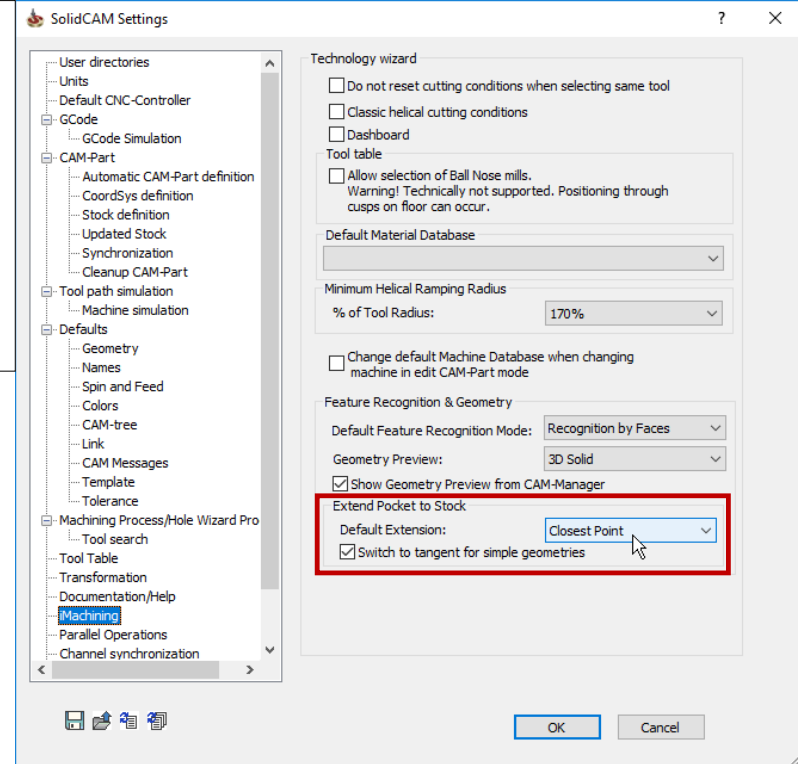 SolidCAM Settings
?
User directories
Units
Default CNC-Controller
GCode
GCode Simulation
CAM-Part
Automatic CAM-Part definition
CoordSys definition
Stock definition
Updated Stock
Synchronization
Cleanup CAM-Part
Tool path simulation
Machine simulation
Defaults
Geometry
Names
Spin and Feed
Colors
CAM-tree
Link
CAM Messages
Template
Tolerance
Machining Process/Hole Wizard Pro
Tool search
Tool Table
Transformation
Documentation/Help
iMachining
Parallel Operations
Channel synchronization
Technology wizard
Do not reset cutting conditions when selecting same tool
Classic helical cutting conditions
Dashboard
Tool table
Allow selection of Ball Nose mills.
Warning! Technically not supported. Positioning through
cusps on floor can occur.
Default Material Database
Minimum Helical Ramping Radius
% of Tool Radius: 170%
Change default Machine Database when changing
machine in edit CAM-Part mode
Feature Recognition & Geometry
Default Feature Recognition Mode: Recognition by Faces
Geometry Preview: 3D Solid
Show Geometry Preview from CAM-Manager
Extend Pocket to Stock
Default Extension: Closest Point
Switch to tangent for simple geometries
OK Cancel